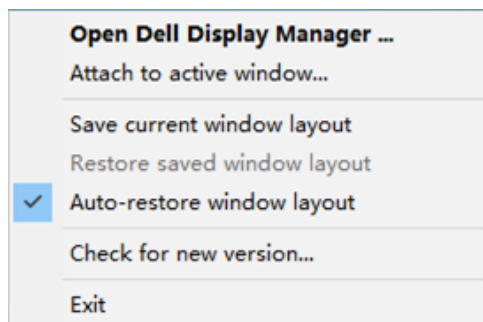 Open Dell Display Manager ...
Attach to active window...
Save current window layout
Restore saved window layout
Auto-restore window layout
Check for new version...
Exit